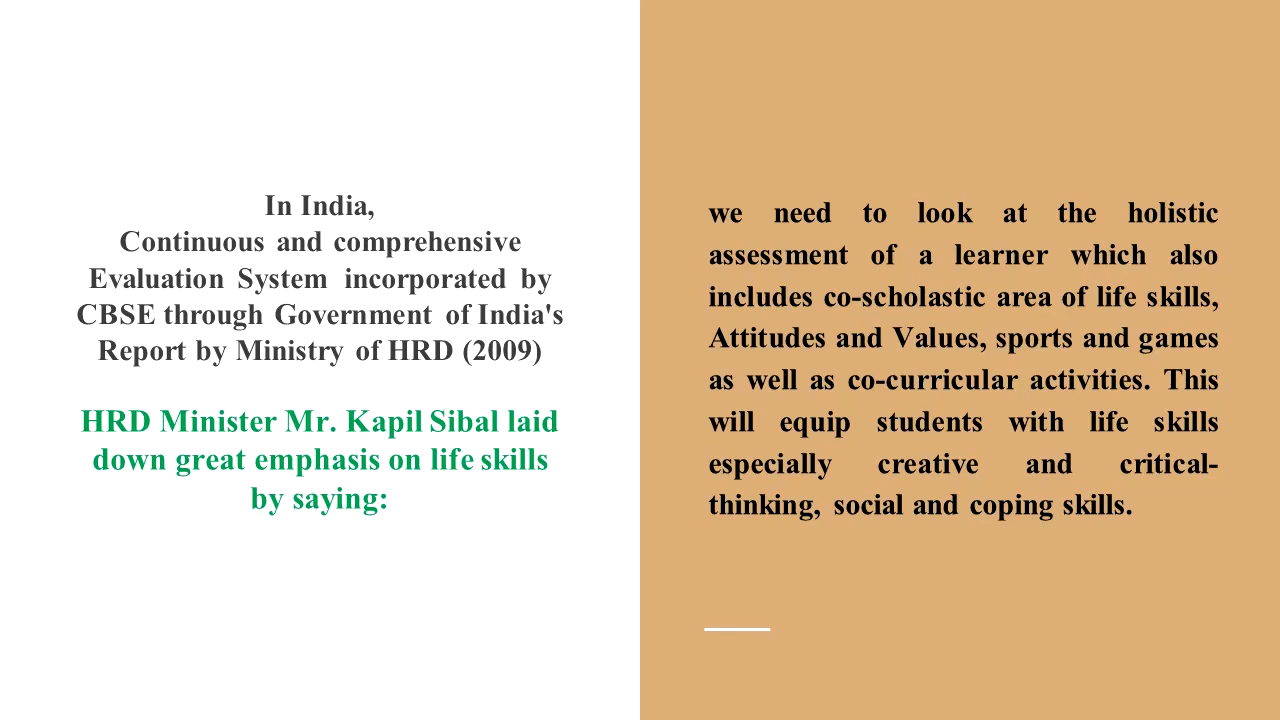 In India,
Continuous and comprehensive
Evaluation System incorporated by
CBSE through Government of India's
Report by Ministry of HRD (2009)
HRD Minister Mr. Kapil Sibal laid
down great emphasis on life skills
by saying:
we need to look at the holistic
assessment of a learner which also
includes co-scholastic area of life skills,
Attitudes and Values, sports and games
as well as co-curricular activities. This
will equip students with life skills
especially creative and critical-
thinking, social and coping skills.